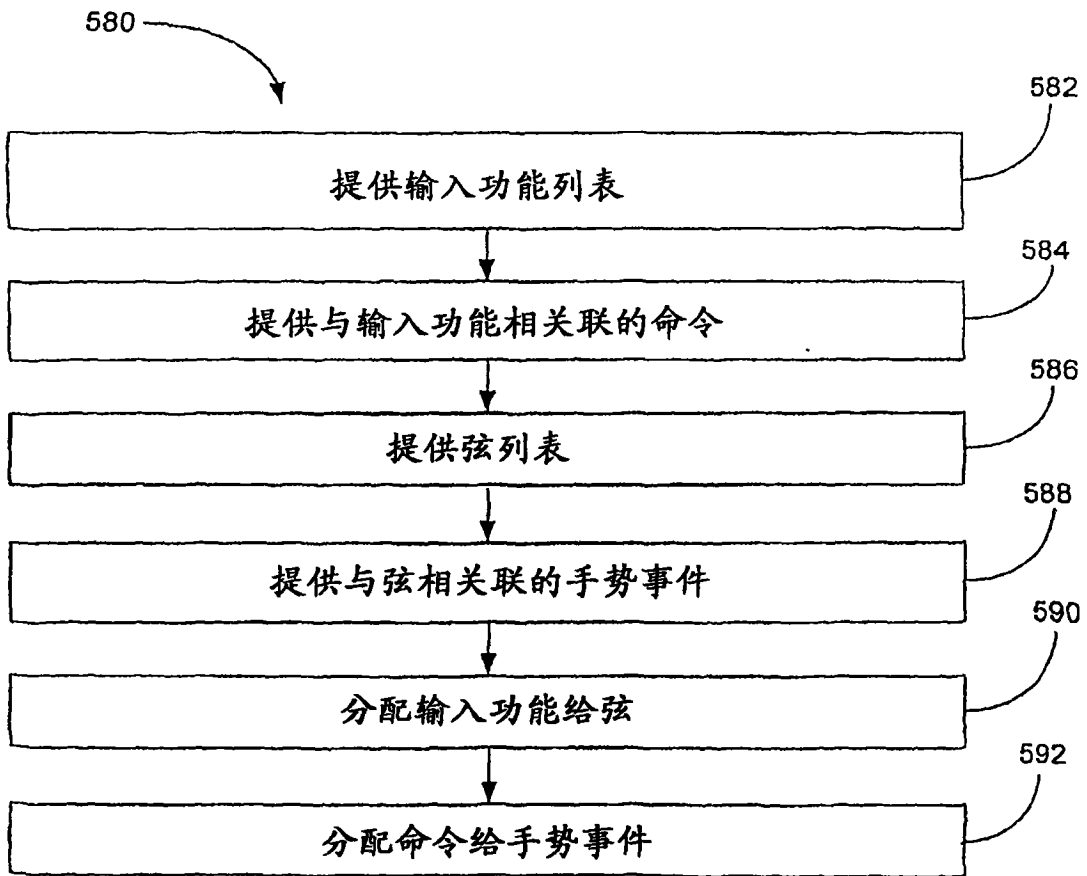 580
582
提供输入功能列表
584
提供与输入功能相关联的命令
586
提供弦列表
588
提供与弦相关联的手势事件
590
分配输入功能给弦
592
分配命令给手势事件